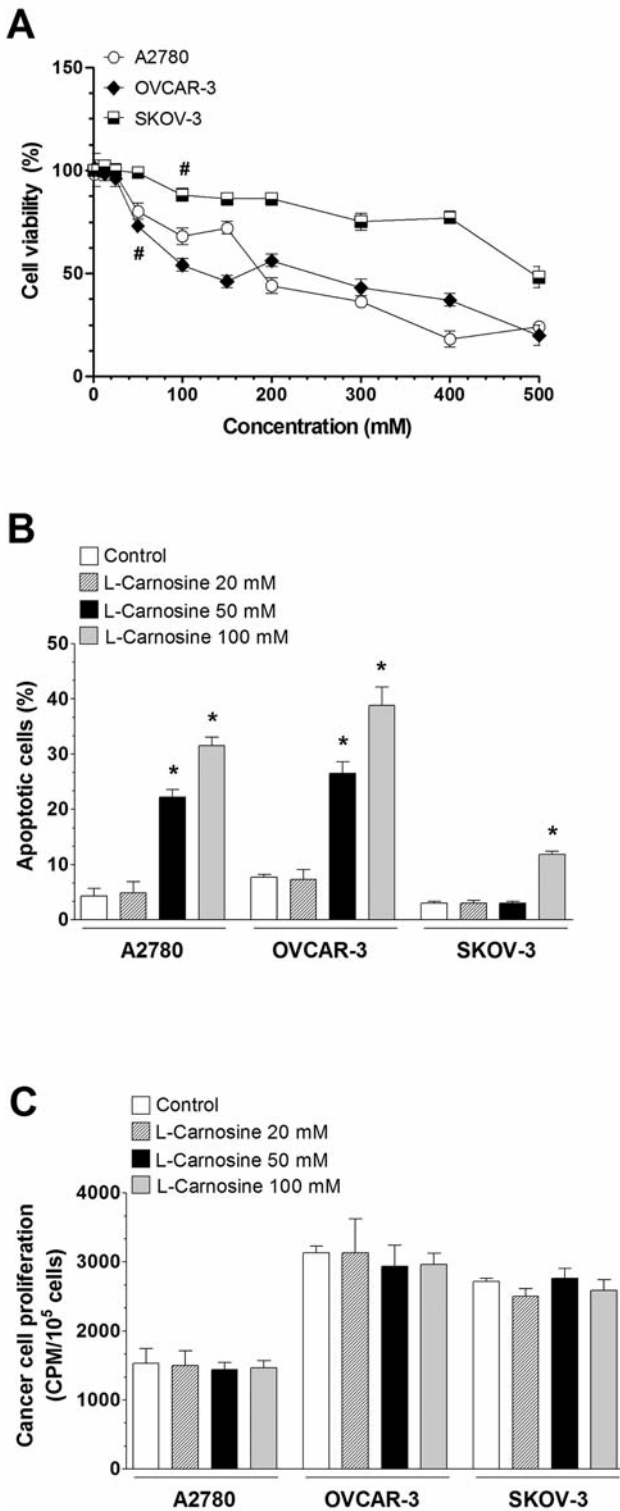 A
A2780
OVCAR-3
SKOV-3
150
100
50
0
#
#
Cell viability (%)
0 100 200 300 400 500
Concentration (mM)
B
Control
L-Carnosine 20 mM
L-Carnosine 50 mM
L-Carnosine 100 mM
50
40
30
20
10
0
Apoptotic cells (%)
* * * * *
A2780 OVCAR-3 SKOV-3
C
Control
L-Carnosine 20 mM
L-Carnosine 50 mM
L-Carnosine 100 mM
4000
3000
2000
1000
0
Cancer cell proliferation
(CPM/10⁵ cells)
A2780 OVCAR-3 SKOV-3